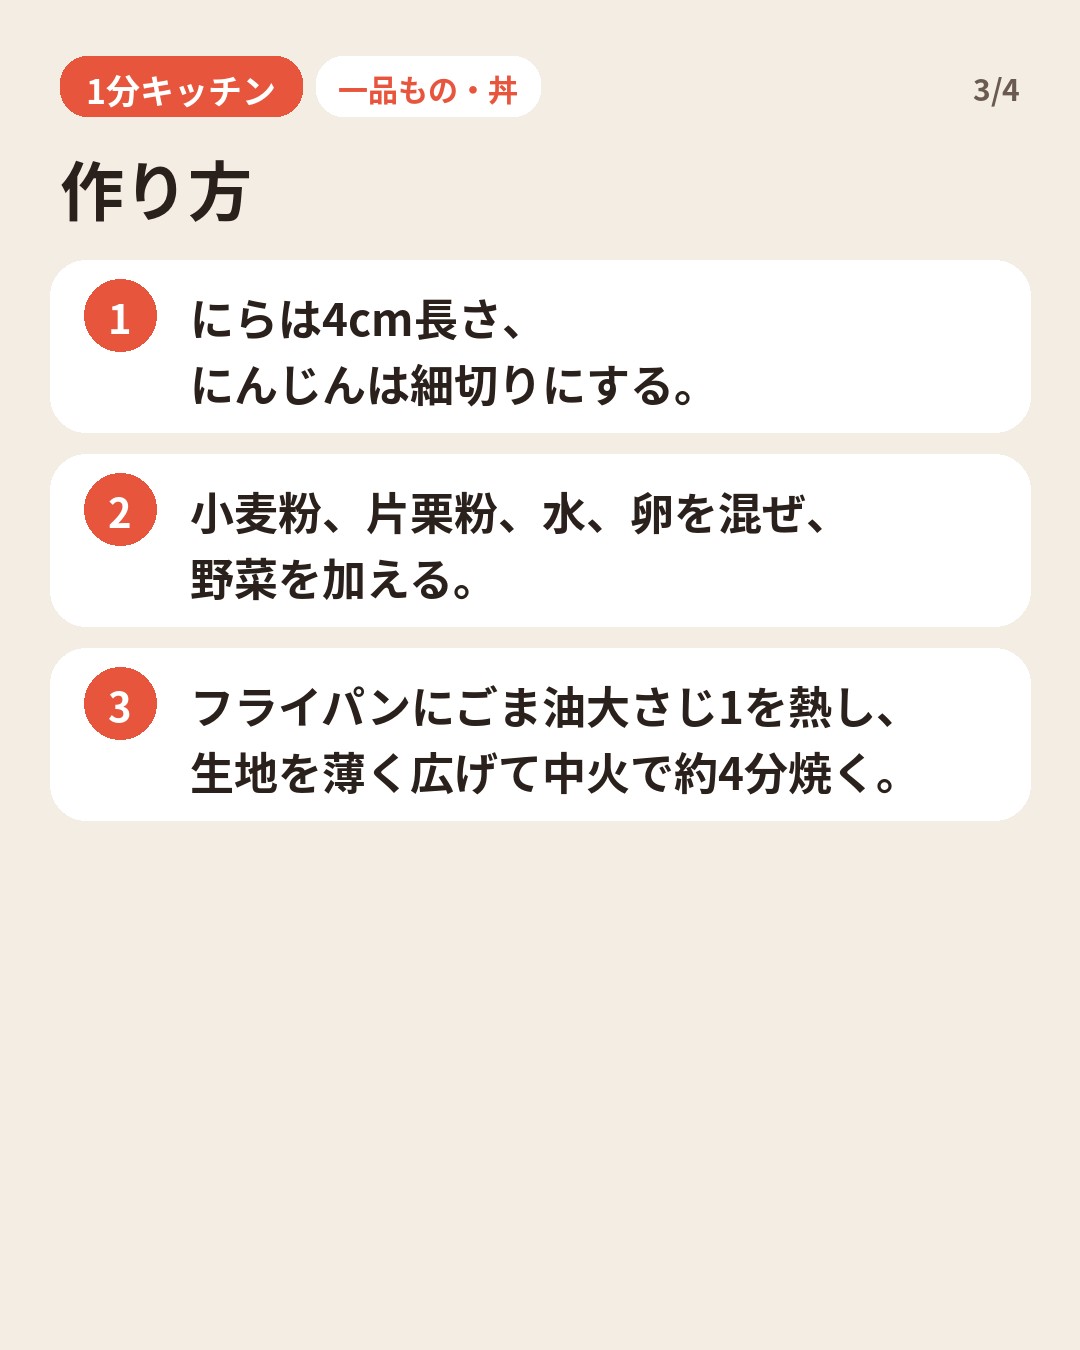 1分キッチン
一品もの・丼
3/4
作り方
1
にらは4cm長さ、
にんじんは細切りにする。
2
小麦粉、片栗粉、水、卵を混ぜ、
野菜を加える。
3
フライパンにごま油大さじ1を熱し、
生地を薄く広げて中火で約4分焼く。